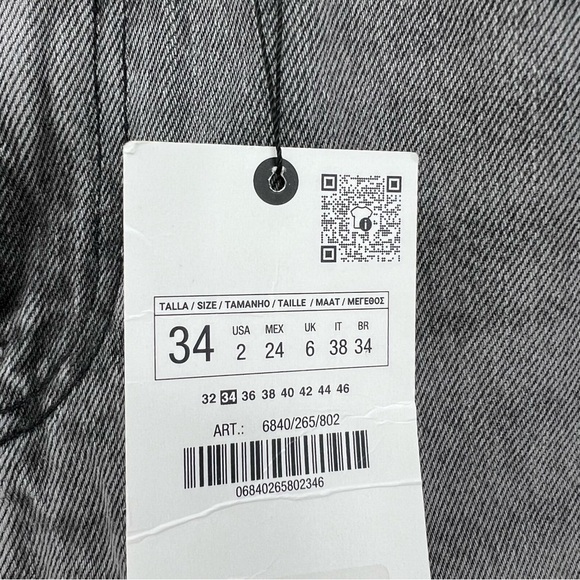 TALLA / SIZE / TAMANHO / TAILLE / MAAT / ΜΕΓΕΘΟΣ
34 USA 2 MEX 24 UK 6 IT 38 BR 34
32 34 36 38 40 42 44 46
ART.: 6840/265/802
06840265802346